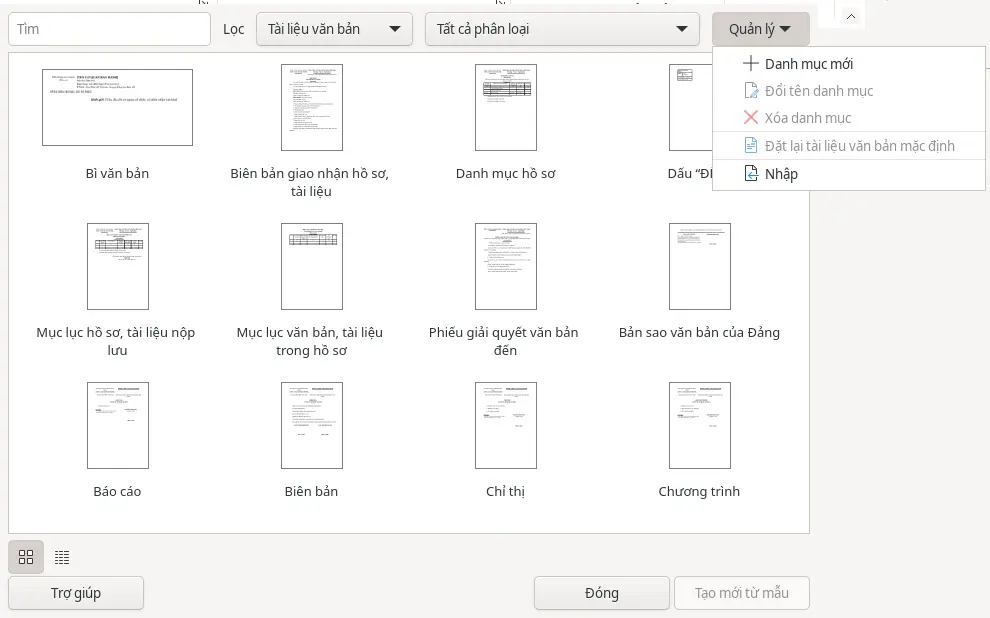 Tìm
Lọc
Tài liệu văn bản
Tất cả phân loại
Quản lý
Danh mục mới
Đổi tên danh mục
Xóa danh mục
Đặt lại tài liệu văn bản mặc định
Nhập
Bì văn bản
Biên bản giao nhận hồ sơ,
tài liệu
Danh mục hồ sơ
Dấu “ĐẾ
Mục lục hồ sơ, tài liệu nộp
lưu
Mục lục văn bản, tài liệu
trong hồ sơ
Phiếu giải quyết văn bản
đến
Bản sao văn bản của Đảng
Báo cáo
Biên bản
Chỉ thị
Chương trình
Trợ giúp
Đóng
Tạo mới từ mẫu